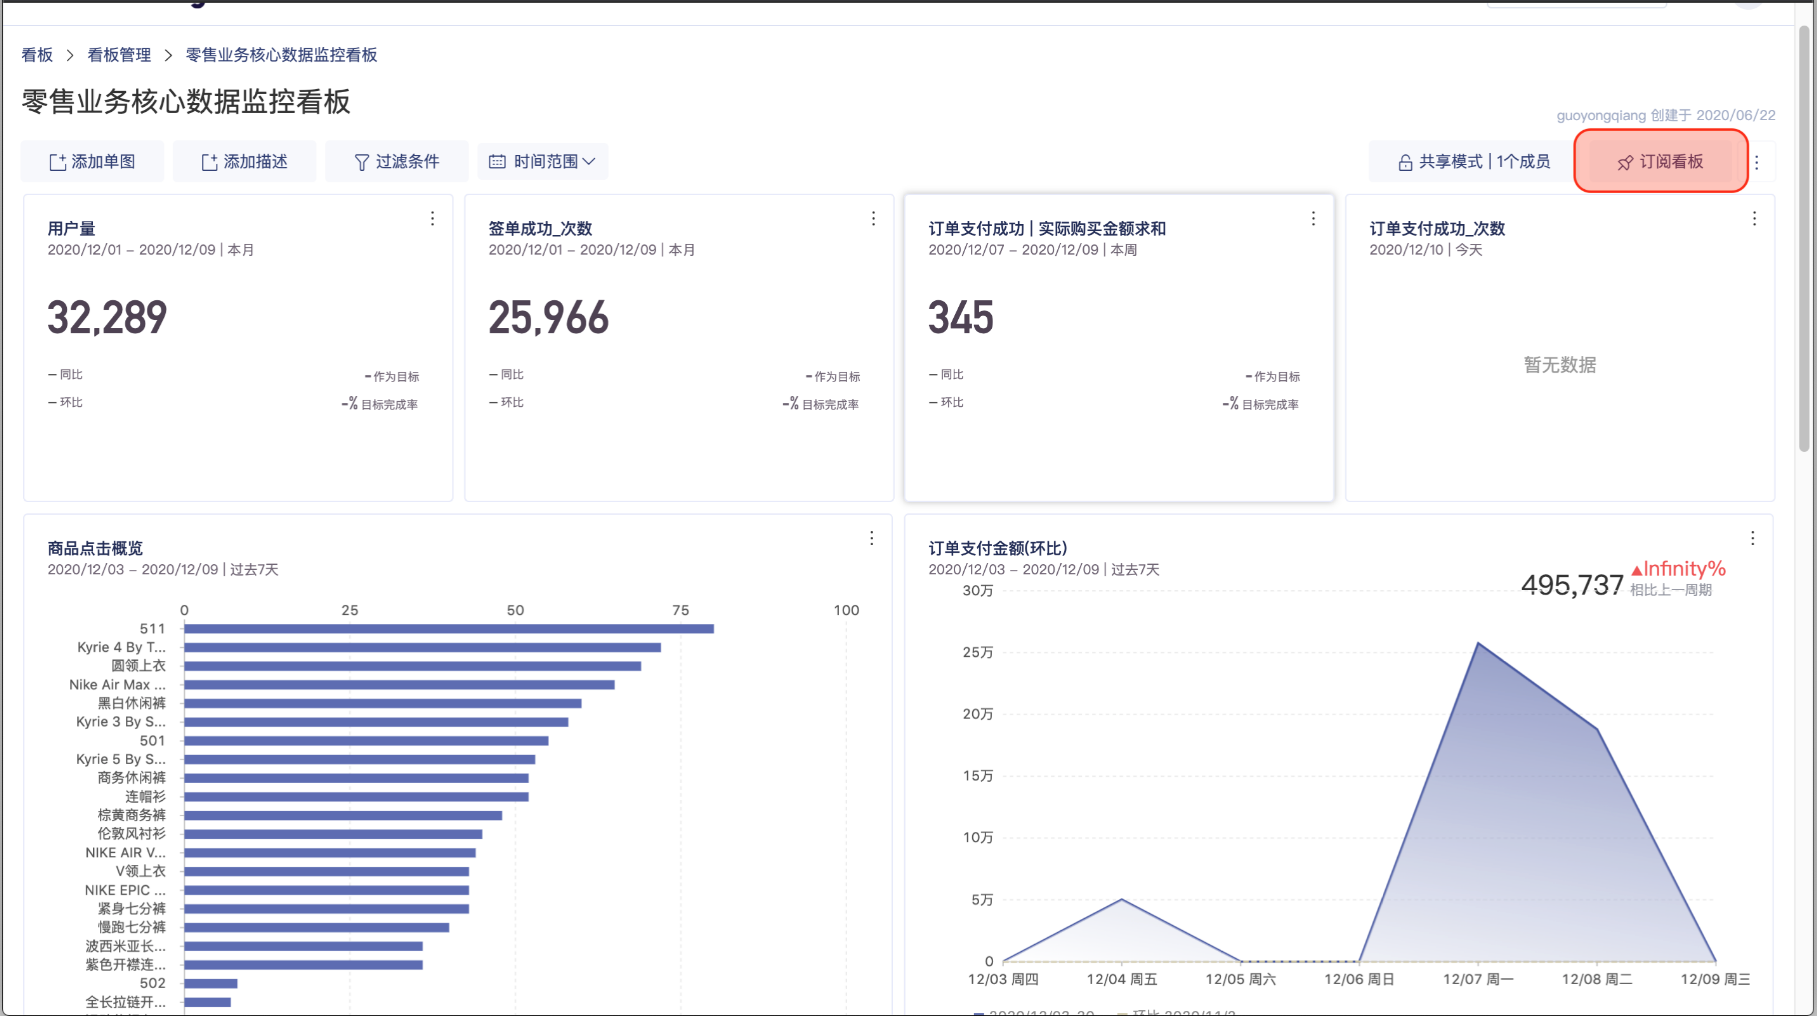 看板 > 看板管理 > 零售业务核心数据监控看板
零售业务核心数据监控看板
guoyongqiang 创建于 2020/06/22
添加单图
添加描述
过滤条件
时间范围
共享模式 | 1个成员
订阅看板
用户量
2020/12/01 – 2020/12/09 | 本月
32,289
– 同比
-作为目标
– 环比
-% 目标完成率
签单成功_次数
2020/12/01 – 2020/12/09 | 本月
25,966
– 同比
-作为目标
– 环比
-% 目标完成率
订单支付成功 | 实际购买金额求和
2020/12/07 – 2020/12/09 | 本周
345
– 同比
-作为目标
– 环比
-% 目标完成率
订单支付成功_次数
2020/12/10 | 今天
暂无数据
商品点击概览
2020/12/03 – 2020/12/09 | 过去7天
0 25 50 75 100
511
Kyrie 4 By T...
圆领上衣
Nike Air Max ...
黑白休闲裤
Kyrie 3 By S...
501
Kyrie 5 By S...
商务休闲裤
连帽衫
棕黄商务裤
伦敦风衬衫
NIKE AIR V...
V领上衣
NIKE EPIC ...
紧身七分裤
慢跑七分裤
波西米亚长...
紫色开襟连...
502
全长拉链开...
订单支付金额(环比)
2020/12/03 – 2020/12/09 | 过去7天
495,737
▲Infinity%
相比上一周期
30万
25万
20万
15万
10万
5万
0
12/03 周四 12/04 周五 12/05 周六 12/06 周日 12/07 周一 12/08 周二 12/09 周三